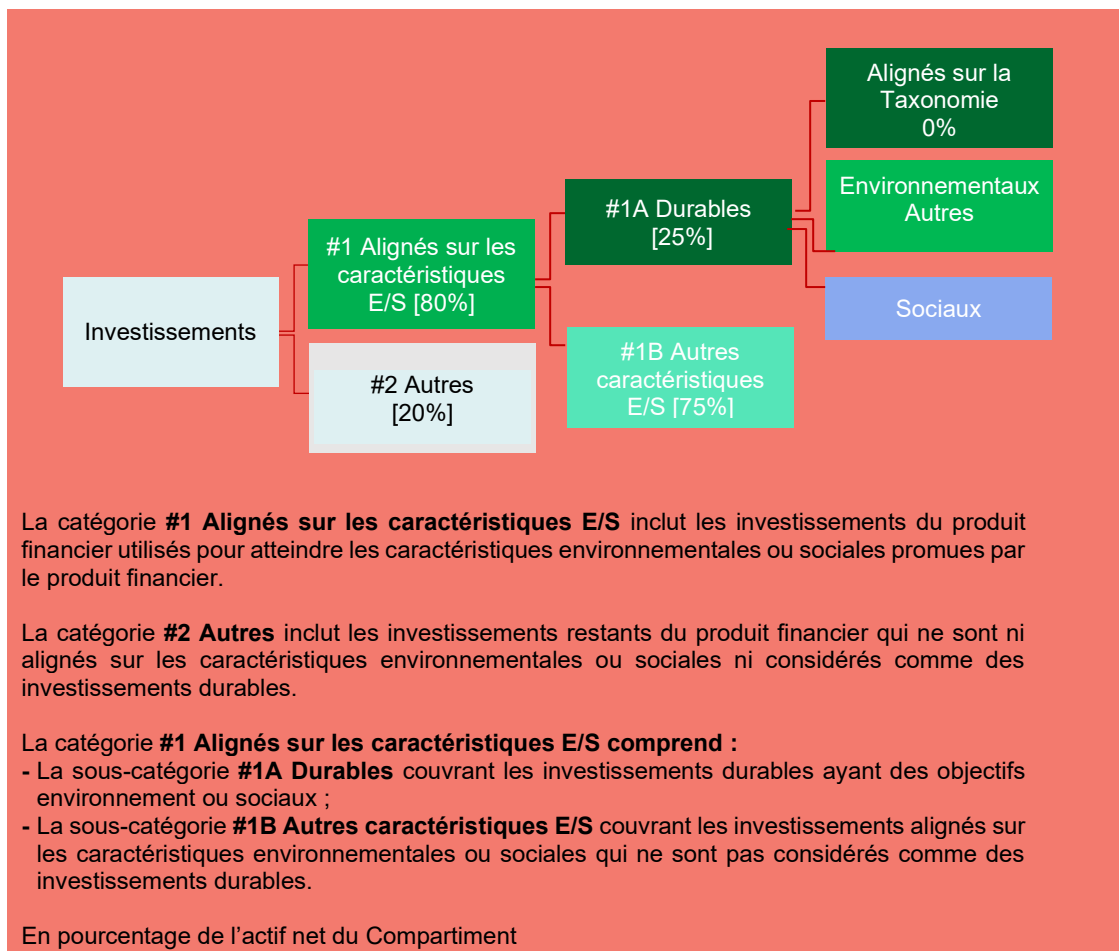 Alignés sur la
Taxonomie
0%
Environnementaux
Autres
#1A Durables
[25%]
#1 Alignés sur les
caractéristiques
E/S [80%]
Sociaux
Investissements
#1B Autres
caractéristiques
E/S [75%]
#2 Autres
[20%]
La catégorie #1 Alignés sur les caractéristiques E/S inclut les investissements du produit
financier utilisés pour atteindre les caractéristiques environnementales ou sociales promues par
le produit financier.
La catégorie #2 Autres inclut les investissements restants du produit financier qui ne sont ni
alignés sur les caractéristiques environnementales ou sociales ni considérés comme des
investissements durables.
La catégorie #1 Alignés sur les caractéristiques E/S comprend :
- La sous-catégorie #1A Durables couvrant les investissements durables ayant des objectifs
environnement ou sociaux ;
- La sous-catégorie #1B Autres caractéristiques E/S couvrant les investissements alignés sur
les caractéristiques environnementales ou sociales qui ne sont pas considérés comme des
investissements durables.
En pourcentage de l'actif net du Compartiment